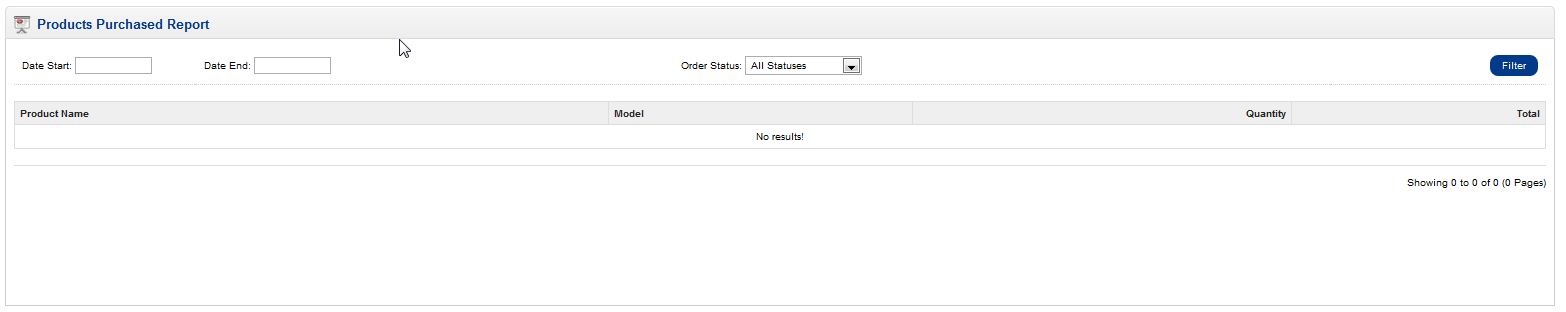 Products Purchased Report
Date Start: Date End: Order Status: All Statuses Filter
Product Name Model Quantity Total
No results!
Showing 0 to 0 of 0 (0 Pages)